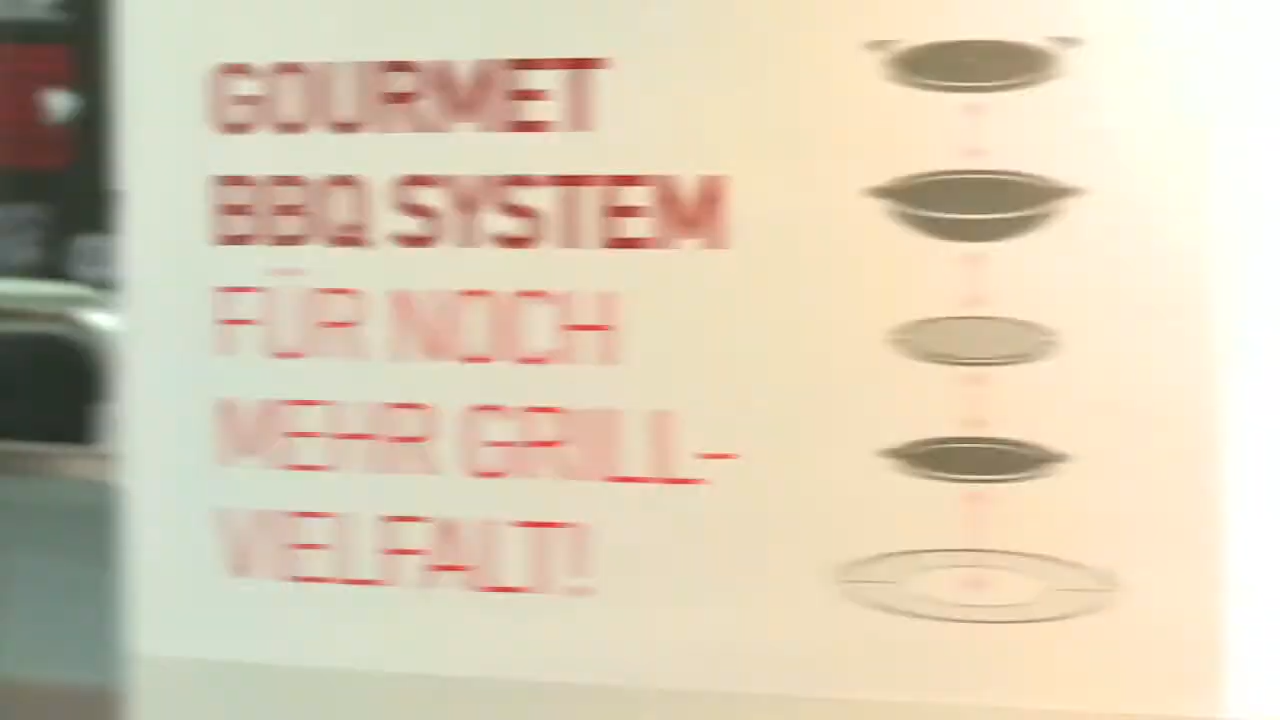 GOURMET
BBQ SYSTEM
FÜR NOCH
MEHR GRILL-
VIELFALT!